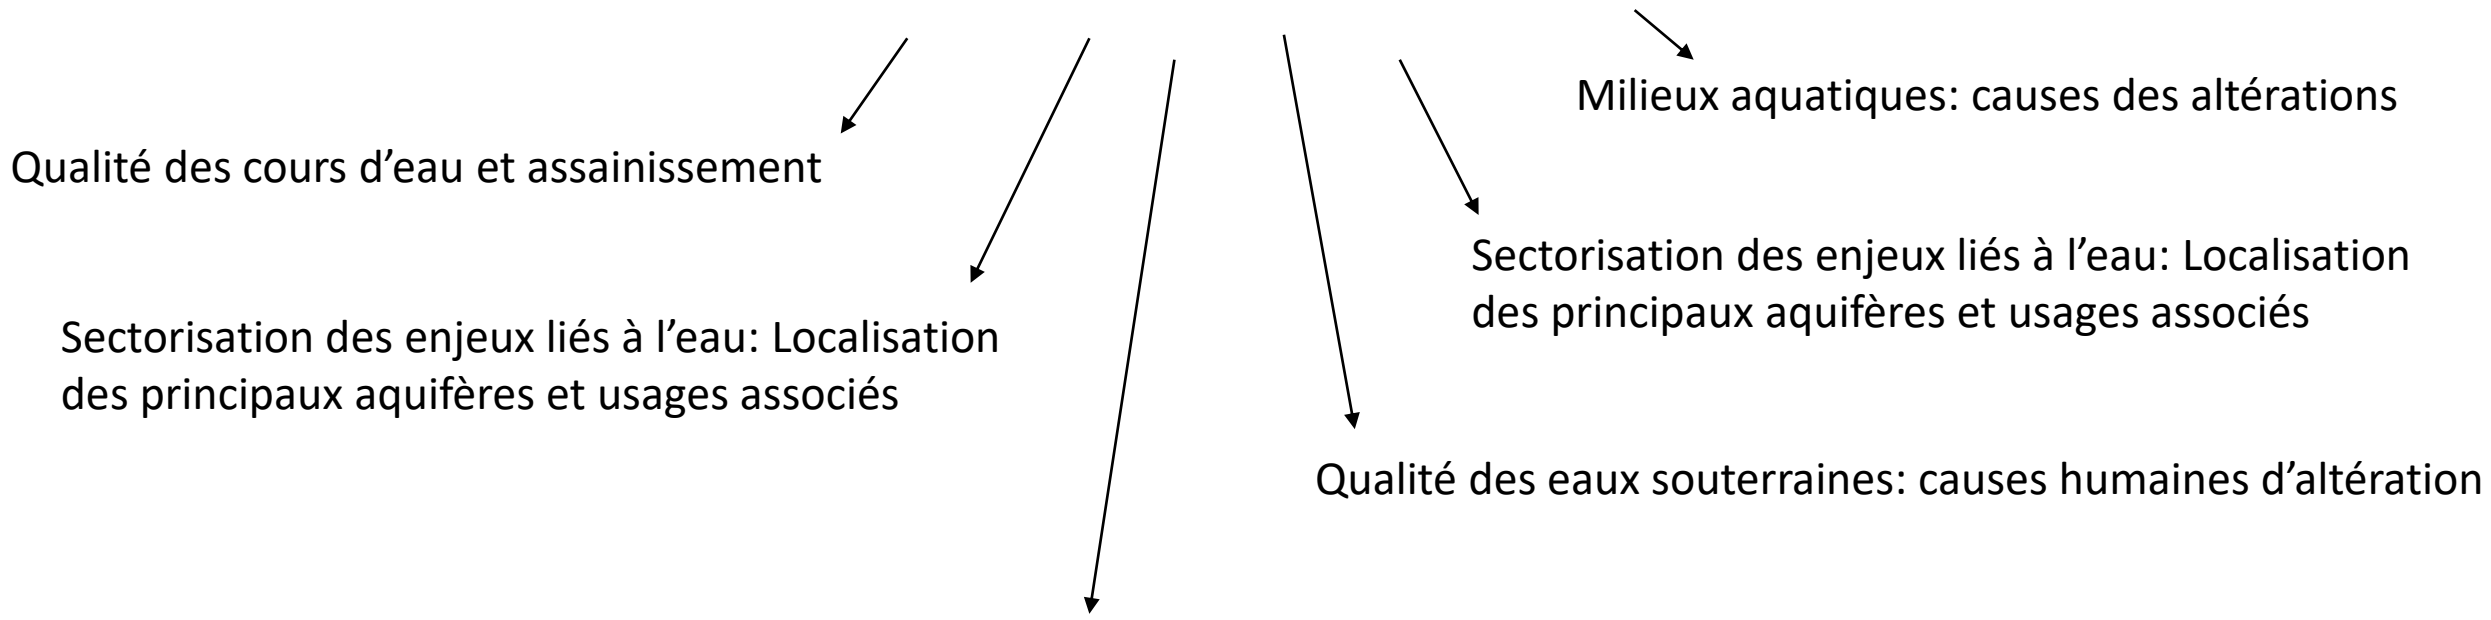 Milieux aquatiques: causes des altérations
Qualité des cours d’eau et assainissement
Sectorisation des enjeux liés à l’eau: Localisation
des principaux aquifères et usages associés
Sectorisation des enjeux liés à l’eau: Localisation
des principaux aquifères et usages associés
Qualité des eaux souterraines: causes humaines d’altération